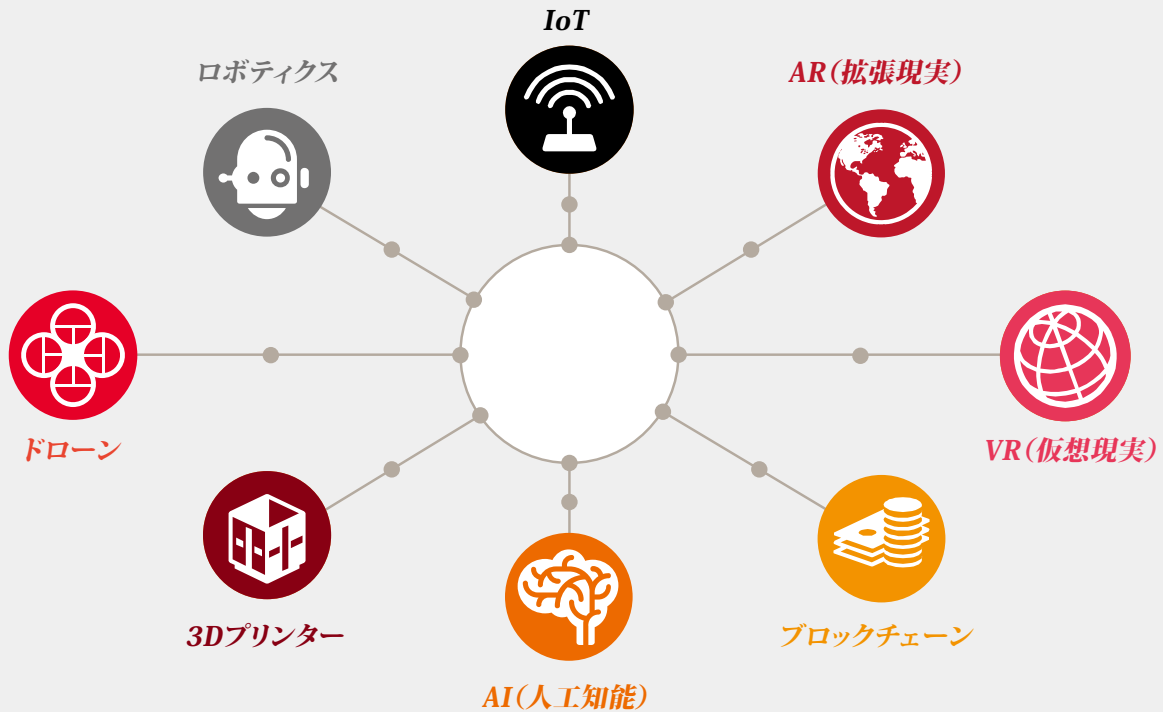 IoT
ロボティクス
AR（拡張現実）
ドローン
VR（仮想現実）
3Dプリンター
ブロックチェーン
AI（人工知能）